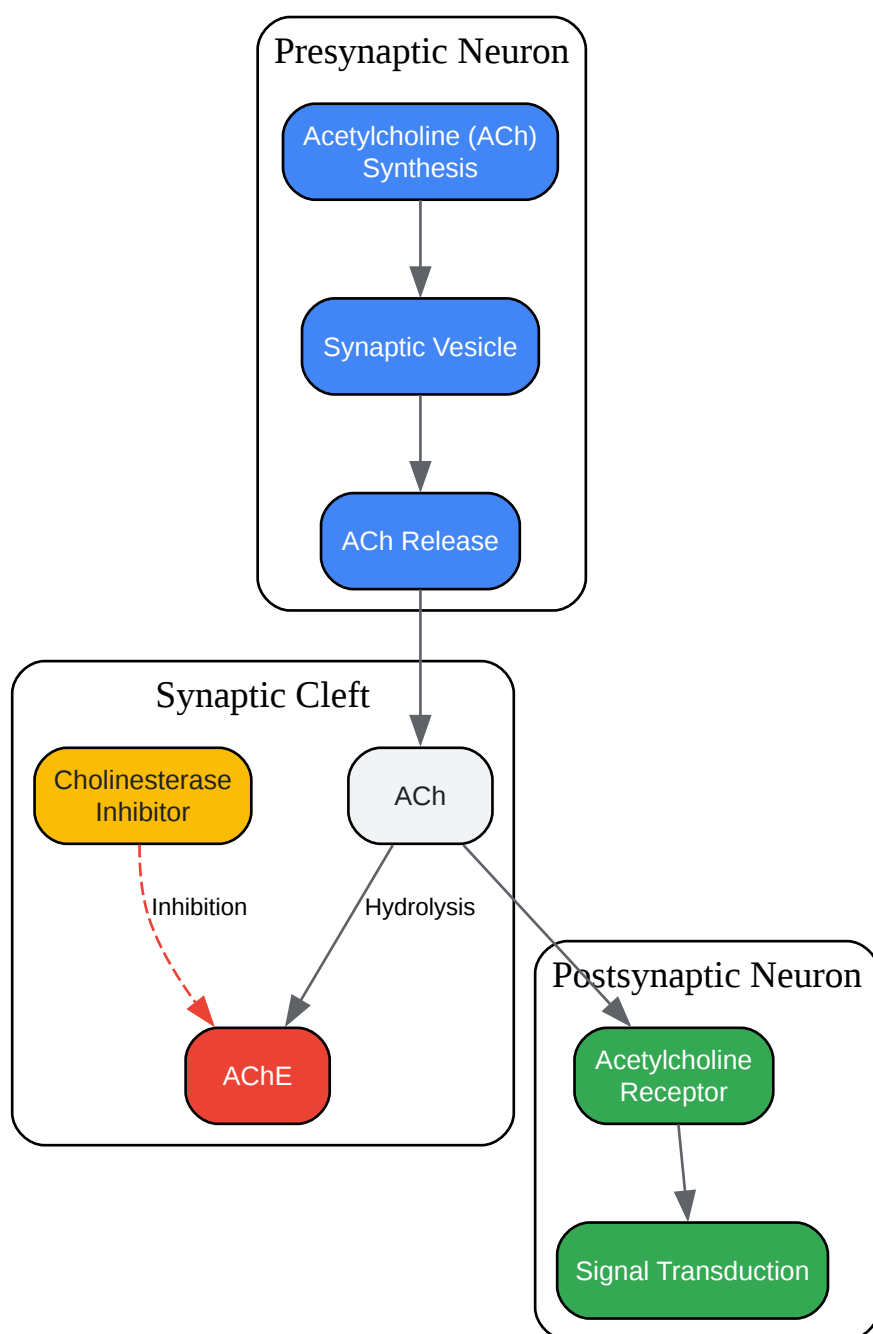 Presynaptic Neuron
Acetylcholine (ACh)
Synthesis
Synaptic Vesicle
ACh Release
Synaptic Cleft
Cholinesterase
Inhibitor
ACh
Inhibition
Hydrolysis
AChE
Postsynaptic Neuron
Acetylcholine
Receptor
Signal Transduction